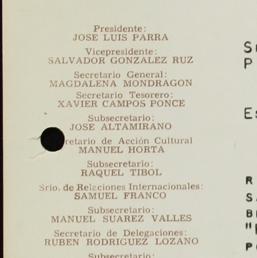 Presidente:
JOSE LUIS PARRA
Vicepresidente:
SALVADOR GONZALEZ RUZ
Secretario General:
MAGDALENA MONDRAGON
Secretario Tesorero:
XAVIER CAMPOS PONCE
Subsecretario:
JOSE ALTAMIRANO
etario de Acción Cultural
MANUEL HORTA
Subsecretario:
RAQUEL TIBOL
Srio. de Relaciones Internacionales:
SAMUEL FRANCO
Subsecretario:
MANUEL SUAREZ VALLES
Secretario de Delegaciones:
RUBEN RODRIGUEZ LOZANO
Subsecretario: